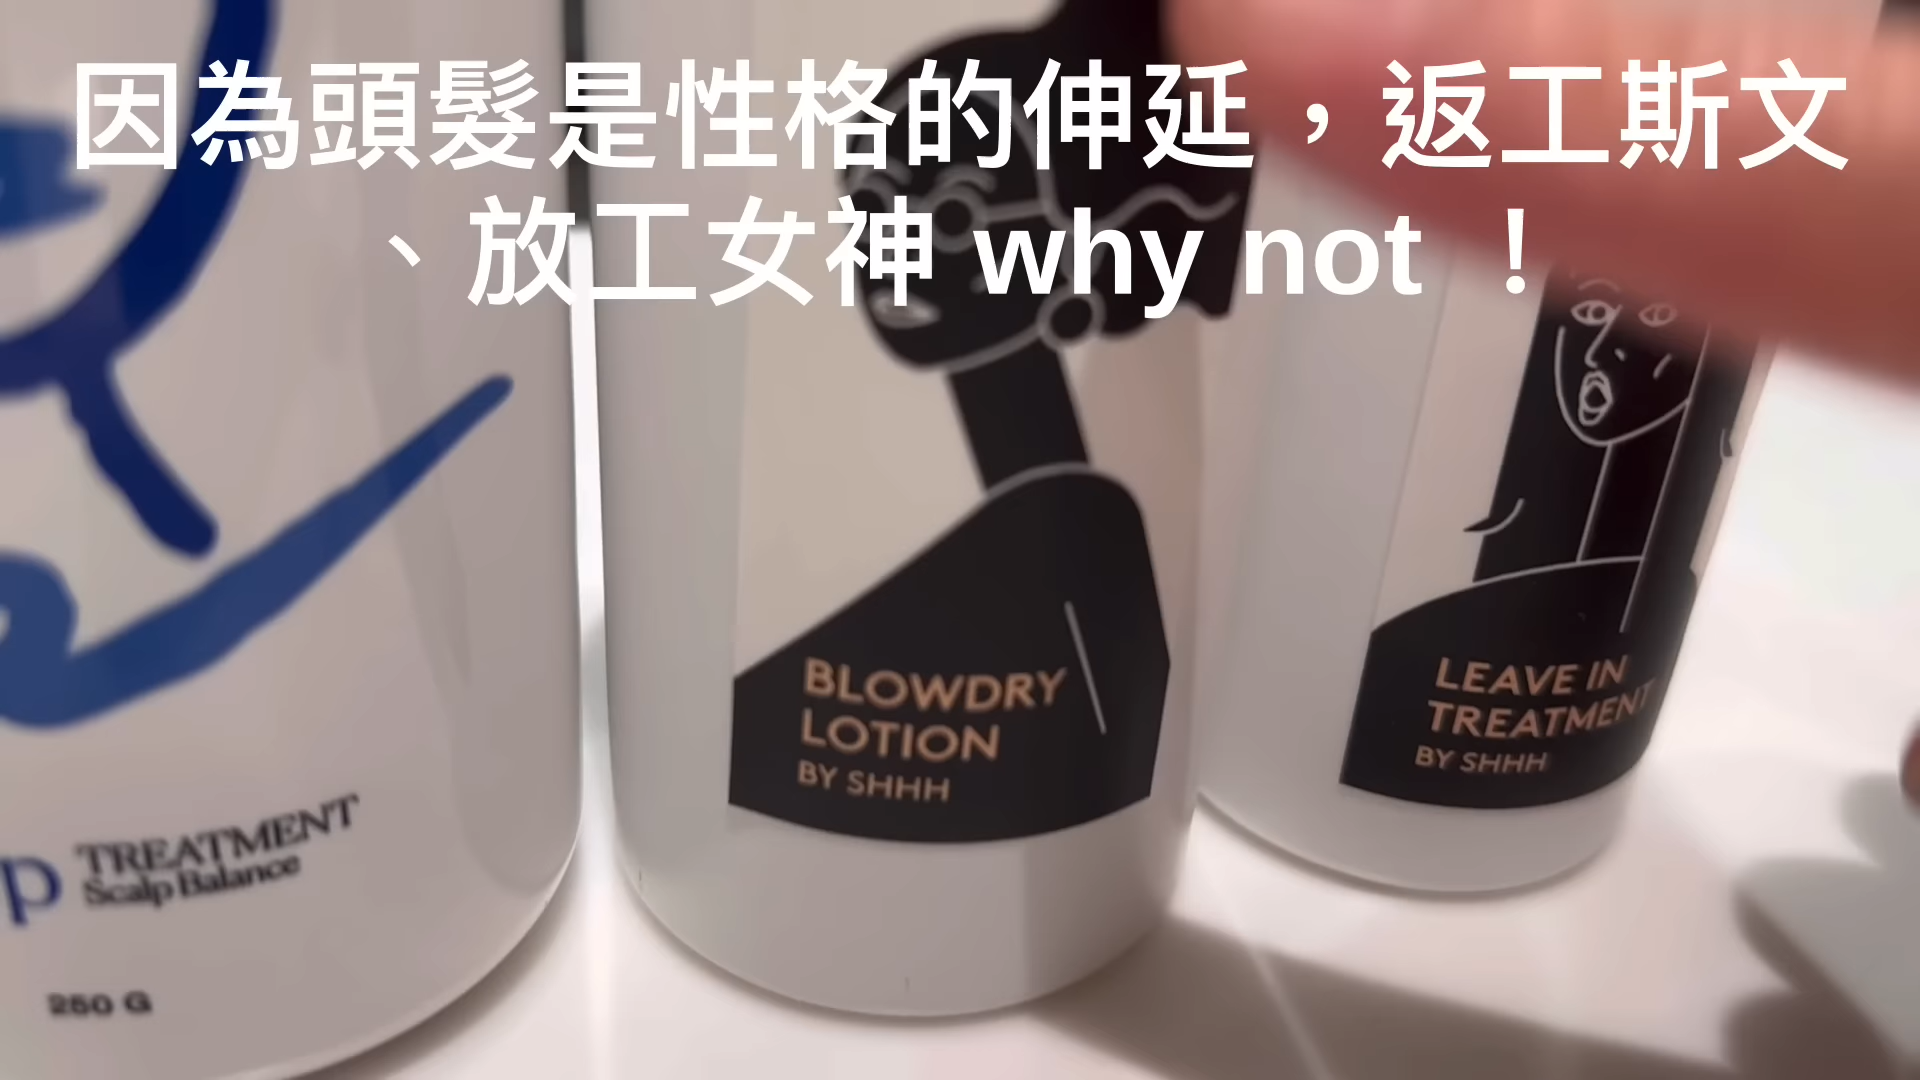 因為頭髮是性格的伸延，返工斯文
、放工女神 why not ！
BLOWDRY
LOTION
BY SHHH
LEAVE IN
TREATMENT
BY SHHH
p TREATMENT
Scalp Balance
250 G